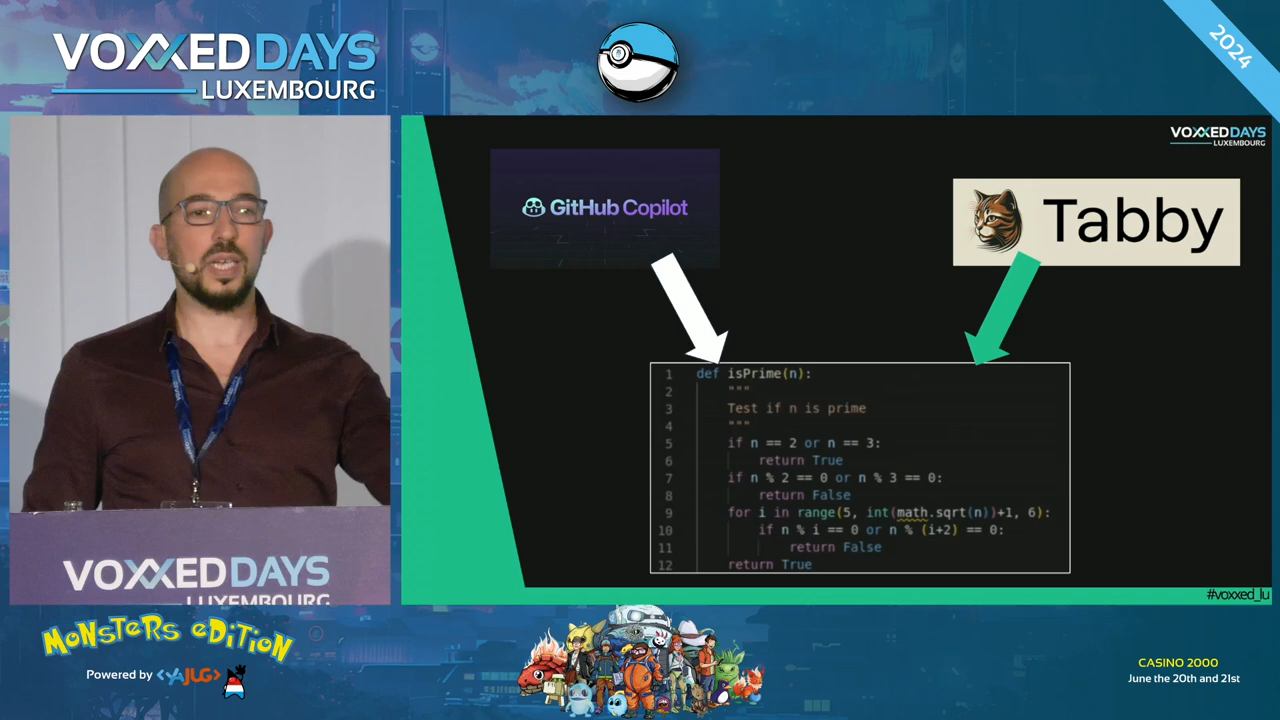 VOXXEDDAYS
LUXEMBOURG
2024
VOXXEDDAYS
LUXEMBOURG
GitHub Copilot
Tabby
1 def isPrime(n):
2 """
3 Test if n is prime
4 """
5 if n == 2 or n == 3:
6 return True
7 if n % 2 == 0 or n % 3 == 0:
8 return False
9 for i in range(5, int(math.sqrt(n))+1, 6):
10 if n % i == 0 or n % (i+2) == 0:
11 return False
12 return True
VOXXEDDAYS
LUXEMBOURG
#voxxed_lu
MONSTERS EDITION
Powered by <YAJUG>
CASINO 2000
June the 20th and 21st